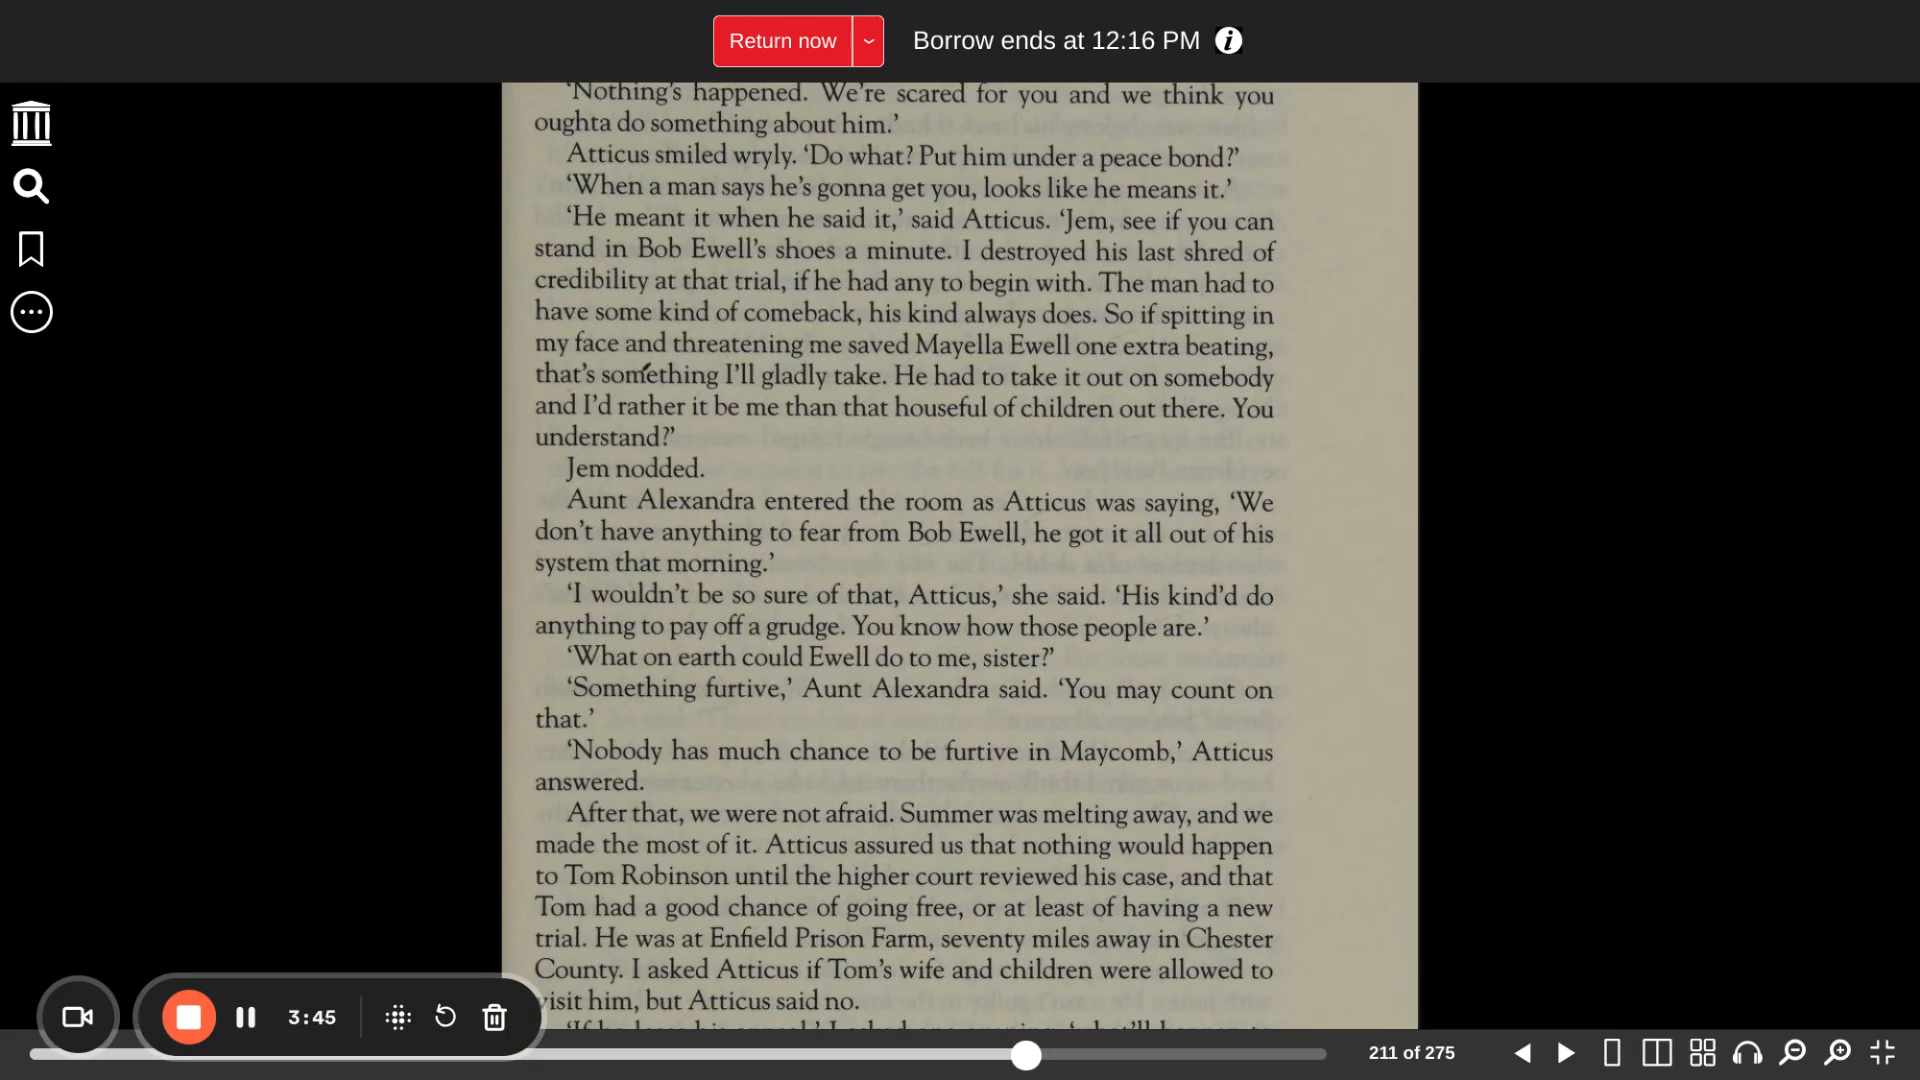 Return now
Borrow ends at 12:16 PM
‘Nothing’s happened. We’re scared for you and we think you
oughta do something about him.’
Atticus smiled wryly. ‘Do what? Put him under a peace bond?’
‘When a man says he’s gonna get you, looks like he means it.’
‘He meant it when he said it,’ said Atticus. ‘Jem, see if you can
stand in Bob Ewell’s shoes a minute. I destroyed his last shred of
credibility at that trial, if he had any to begin with. The man had to
have some kind of comeback, his kind always does. So if spitting in
my face and threatening me saved Mayella Ewell one extra beating,
that’s something I’ll gladly take. He had to take it out on somebody
and I’d rather it be me than that houseful of children out there. You
understand?’
Jem nodded.
Aunt Alexandra entered the room as Atticus was saying, ‘We
don’t have anything to fear from Bob Ewell, he got it all out of his
system that morning.’
‘I wouldn’t be so sure of that, Atticus,’ she said. ‘His kind’d do
anything to pay off a grudge. You know how those people are.’
‘What on earth could Ewell do to me, sister?’
‘Something furtive,’ Aunt Alexandra said. ‘You may count on
that.’
‘Nobody has much chance to be furtive in Maycomb,’ Atticus
answered.
After that, we were not afraid. Summer was melting away, and we
made the most of it. Atticus assured us that nothing would happen
to Tom Robinson until the higher court reviewed his case, and that
Tom had a good chance of going free, or at least of having a new
trial. He was at Enfield Prison Farm, seventy miles away in Chester
County. I asked Atticus if Tom’s wife and children were allowed to
visit him, but Atticus said no.
3:45
211 of 275